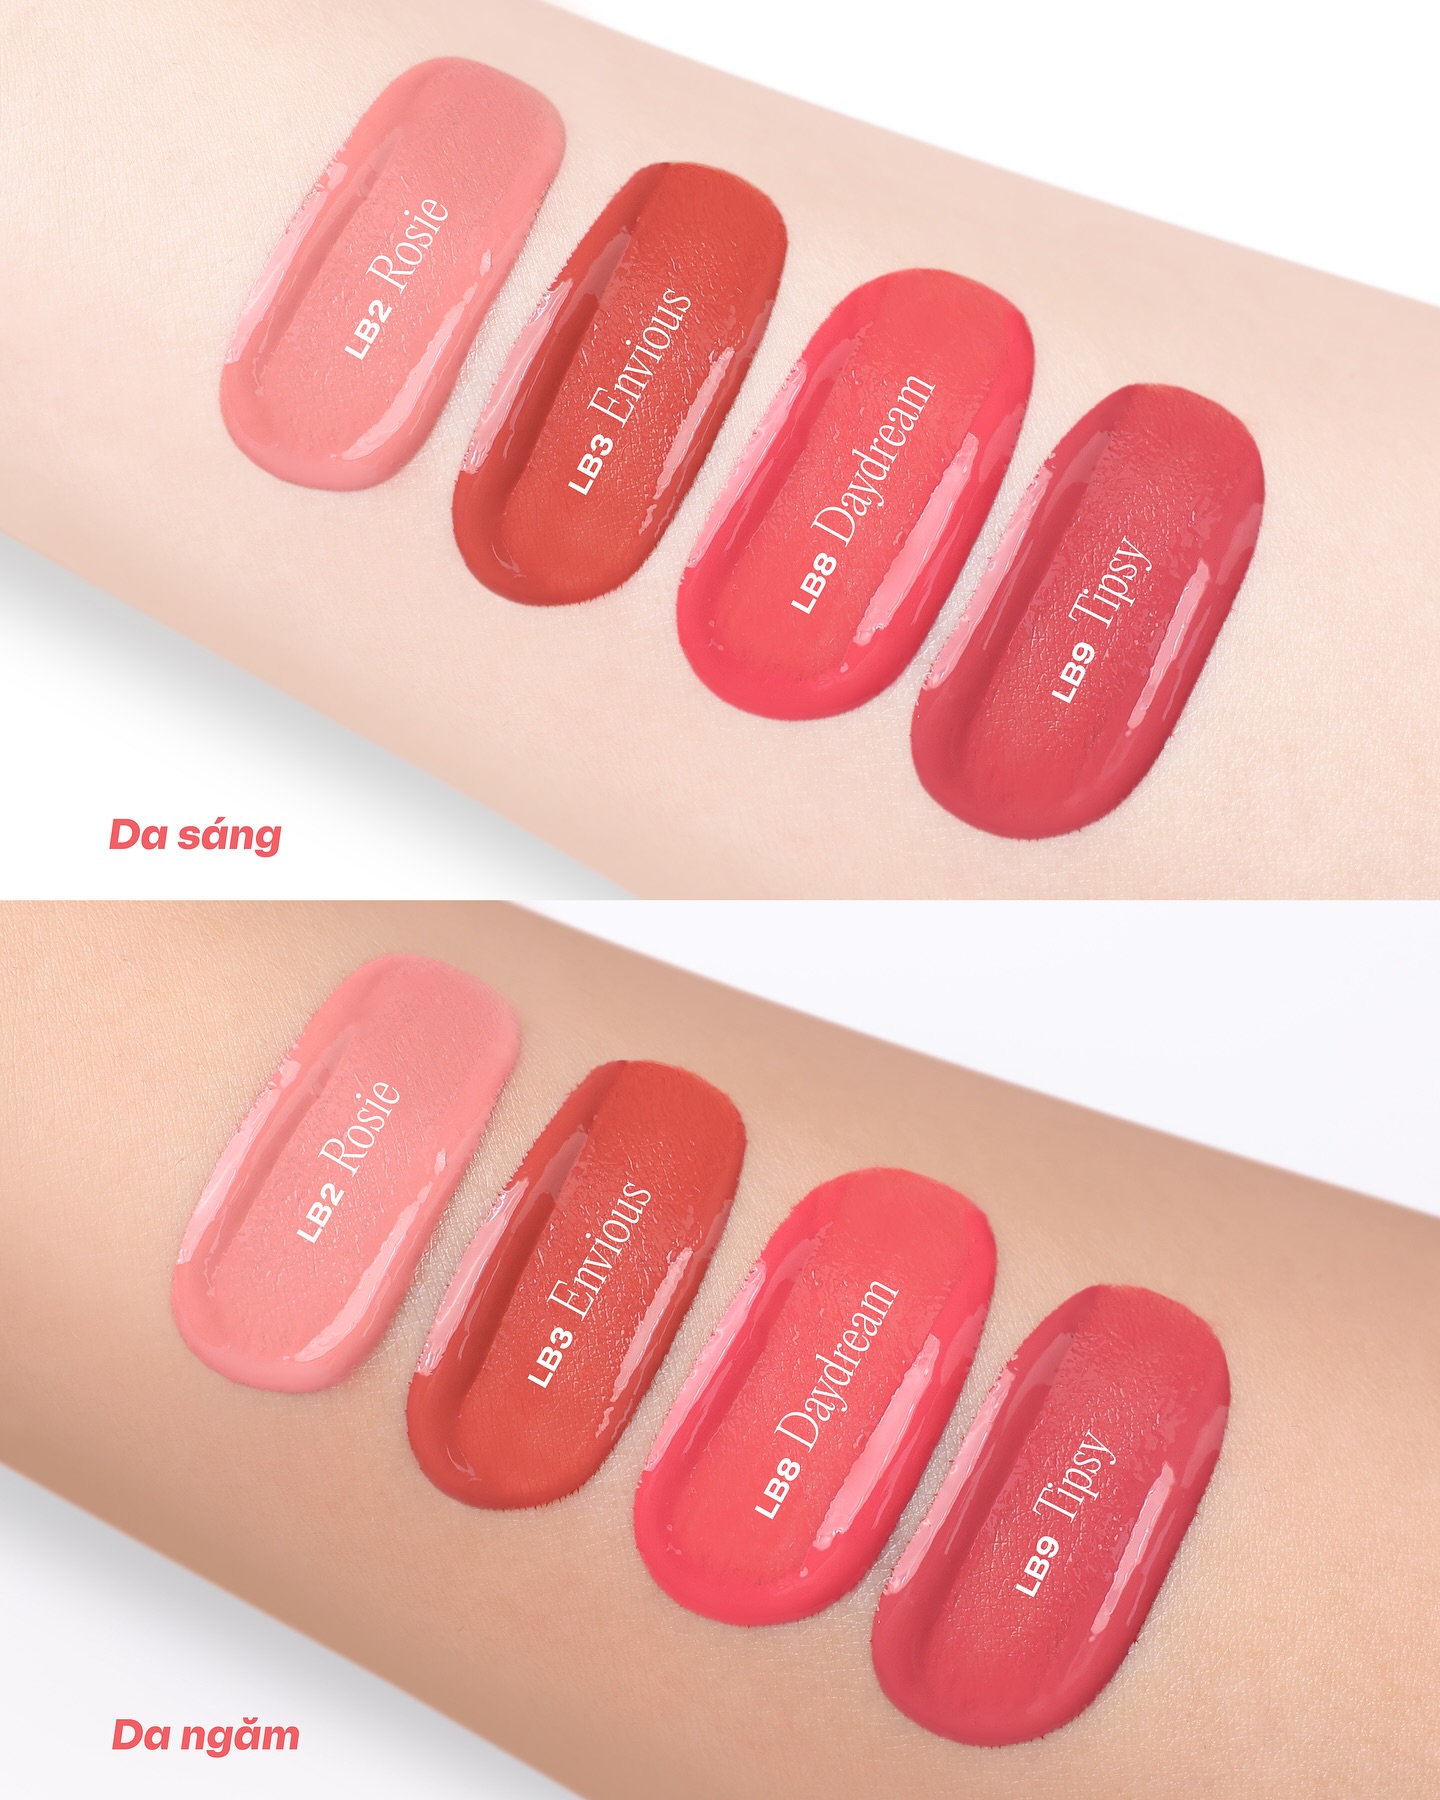 LB2 Rosie
LB3 Envious
LB8 Daydream
LB9 Tipsy
Da sáng
LB2 Rosie
LB3 Envious
LB8 Daydream
LB9 Tipsy
Da ngăm